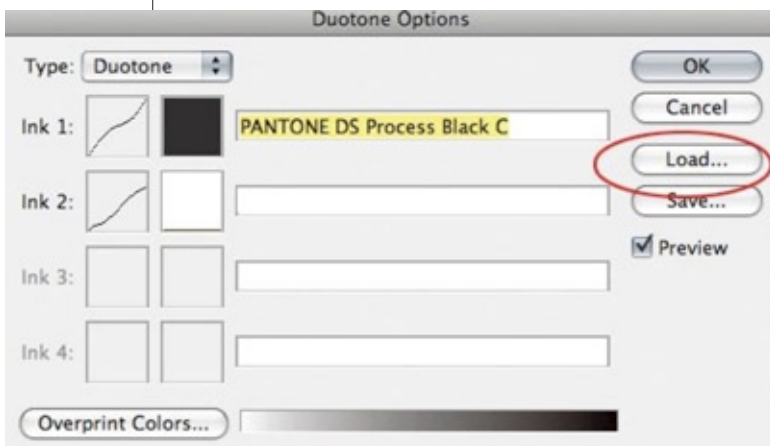 Duotone Options
Type: Duotone
OK
Ink 1: PANTONE DS Process Black C
Cancel
Load...
Ink 2:
Save...
Preview
Ink 3:
Ink 4:
Overprint Colors...